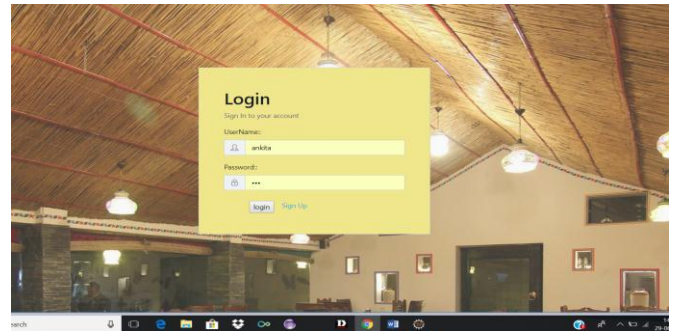 Login
Sign In to your account
UserName:
ankita
Password:
•••
login Sign Up
earch